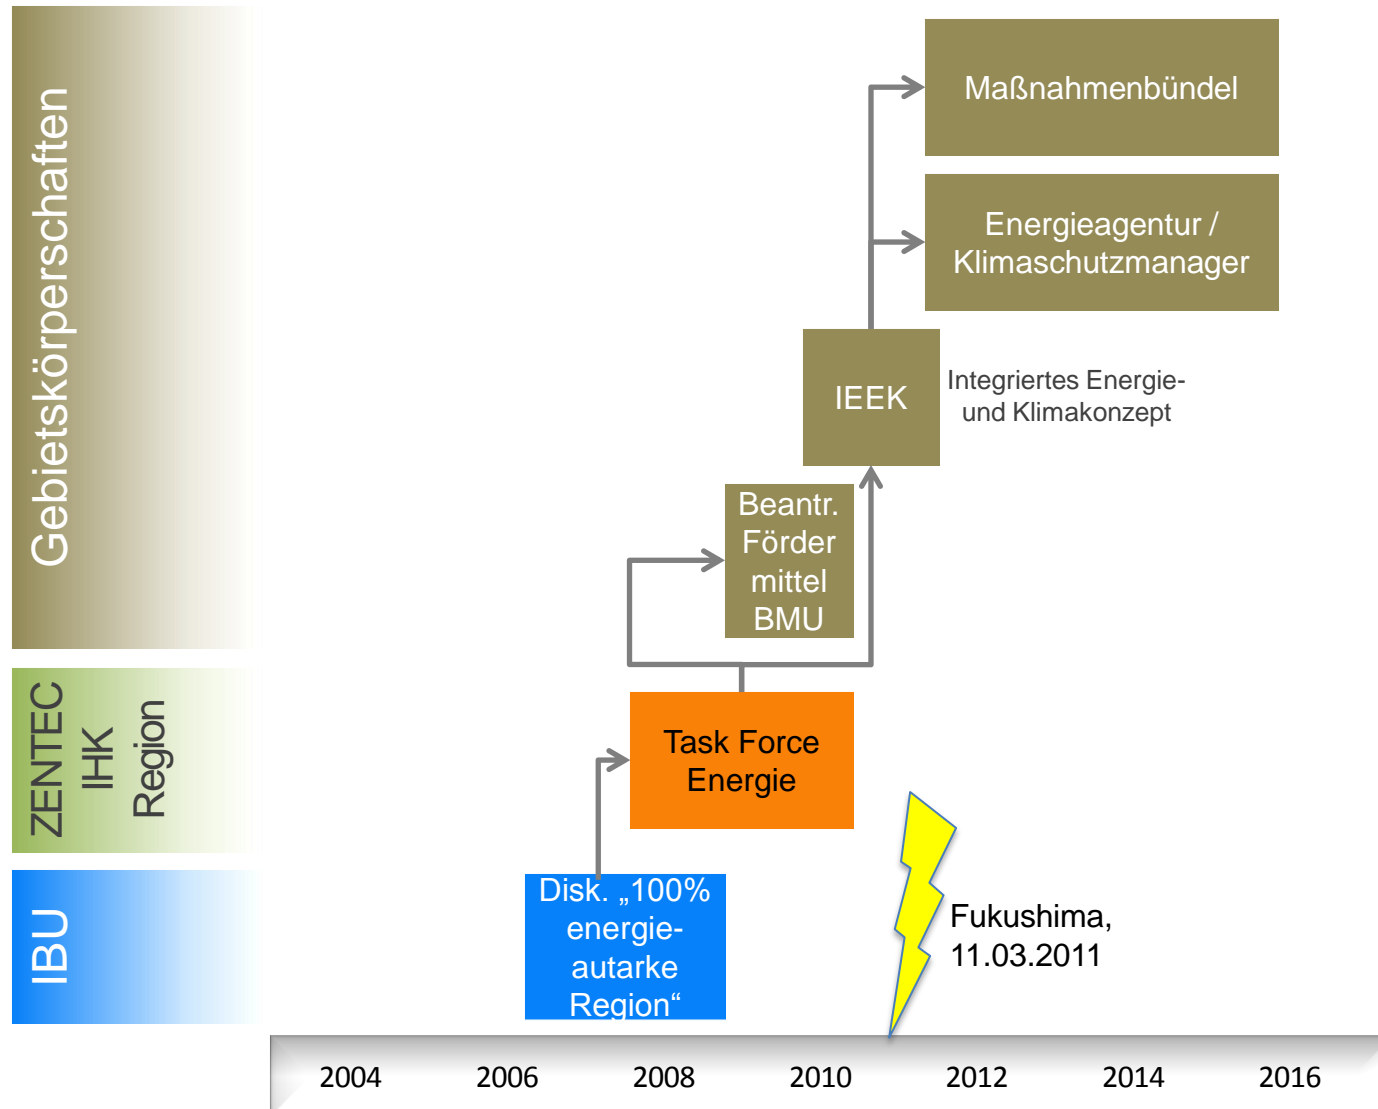 Gebietskörperschaften
Maßnahmenbündel
Energieagentur /
Klimaschutzmanager
IEEK
Integriertes Energie-
und Klimakonzept
Beantr.
Förder
mittel
BMU
ZENTEC
IHK
Region
Task Force
Energie
IBU
Disk. „100%
energie-
autarke
Region“
Fukushima,
11.03.2011
2004 2006 2008 2010 2012 2014 2016